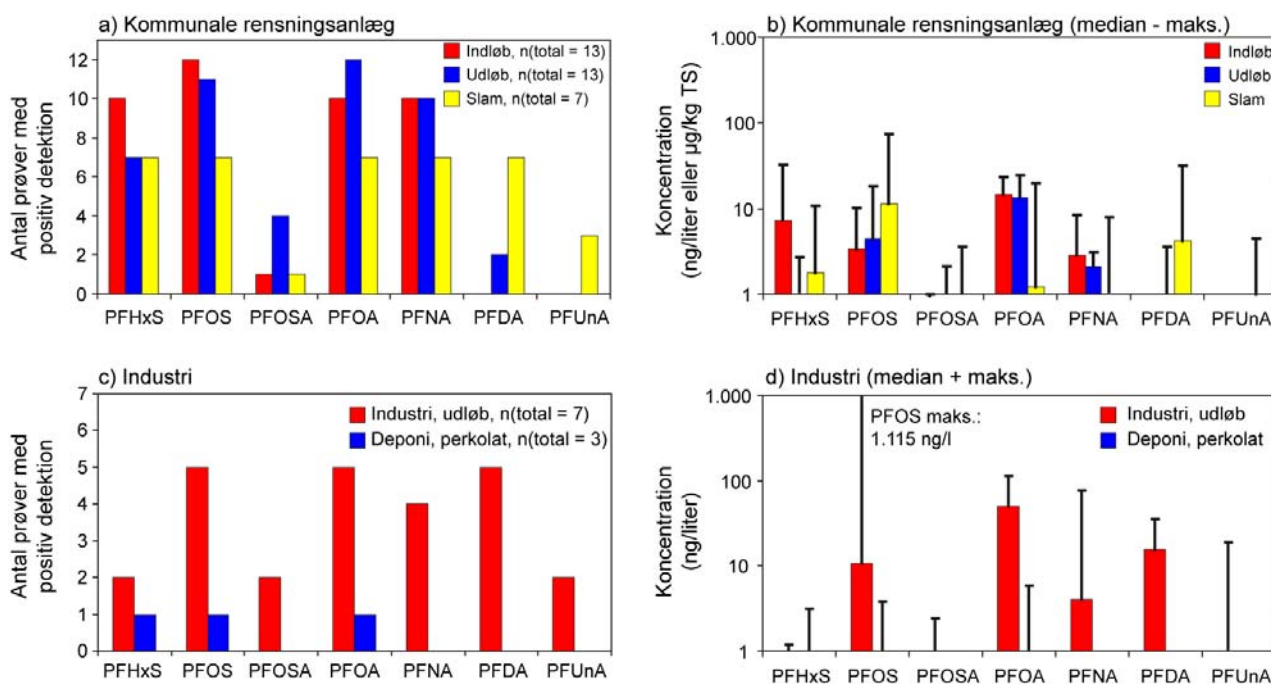 a) Kommunale rensningsanlæg
Antal prøver med
positiv detektion
14
12
10
8
6
4
2
0
Indløb, n(total = 13)
Udløb, n(total = 13)
Slam, n(total = 7)
PFHxS PFOS PFOSA PFOA PFNA PFDA PFUnA
b) Kommunale rensningsanlæg (median - maks.)
Koncentration
(ng/liter eller µg/kg TS)
1.000
100
10
1
Indløb
Udløb
Slam
PFHxS PFOS PFOSA PFOA PFNA PFDA PFUnA
c) Industri
Antal prøver med
positiv detektion
7
6
5
4
3
2
1
0
Industri, udløb, n(total = 7)
Deponi, perkolat, n(total = 3)
PFHxS PFOS PFOSA PFOA PFNA PFDA PFUnA
d) Industri (median + maks.)
Koncentration
(ng/liter)
1.000
100
10
1
PFOS maks.:
1.115 ng/l
Industri, udløb
Deponi, perkolat
PFHxS PFOS PFOSA PFOA PFNA PFDA PFUnA